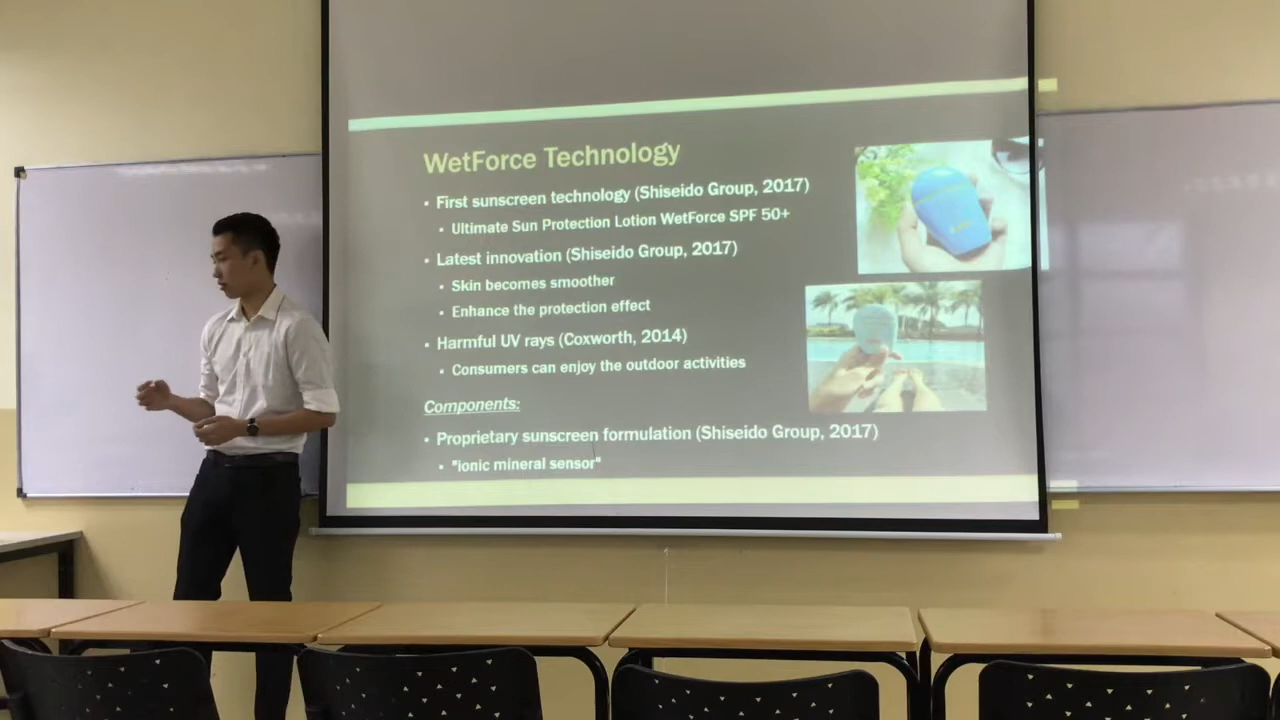 WetForce Technology
First sunscreen technology (Shiseido Group, 2017)
Ultimate Sun Protection Lotion WetForce SPF 50+
Latest innovation (Shiseido Group, 2017)
Skin becomes smoother
Enhance the protection effect
Harmful UV rays (Coxworth, 2014)
Consumers can enjoy the outdoor activities
Components:
Proprietary sunscreen formulation (Shiseido Group, 2017)
"ionic mineral sensor"